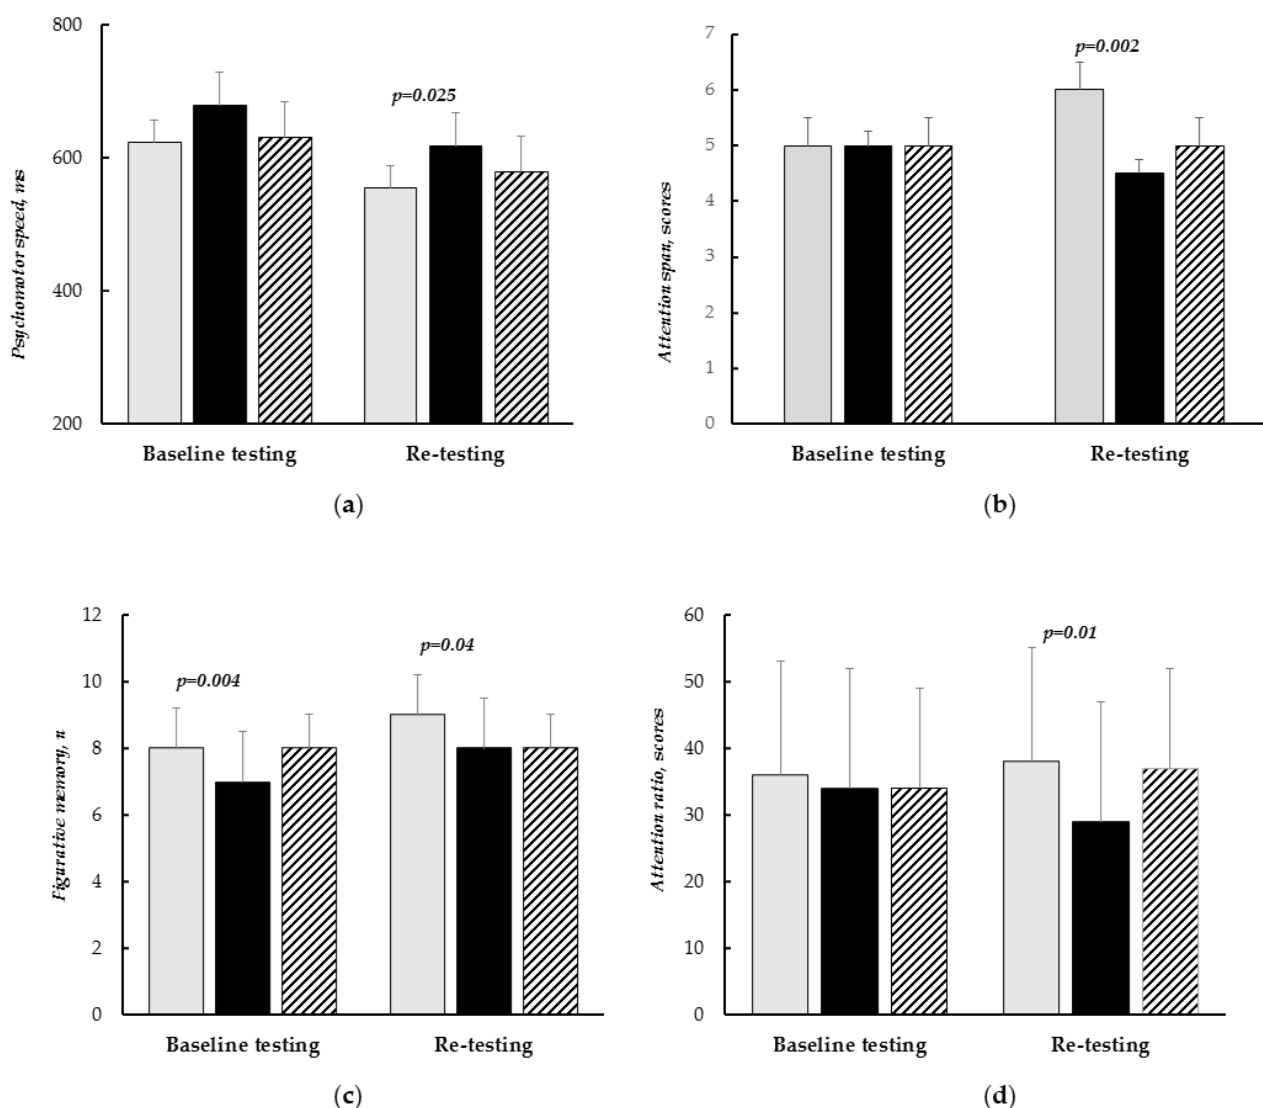 800
600
400
200
Psychomotor speed, ms
p=0.025
Baseline testing
Re-testing
(a)
7
6
5
4
3
2
1
0
Attention span, scores
p=0.002
Baseline testing
Re-testing
(b)
12
10
8
6
4
2
0
Figurative memory, n
p=0.004
p=0.04
Baseline testing
Re-testing
(c)
60
50
40
30
20
10
0
Attention ratio, scores
p=0.01
Baseline testing
Re-testing
(d)